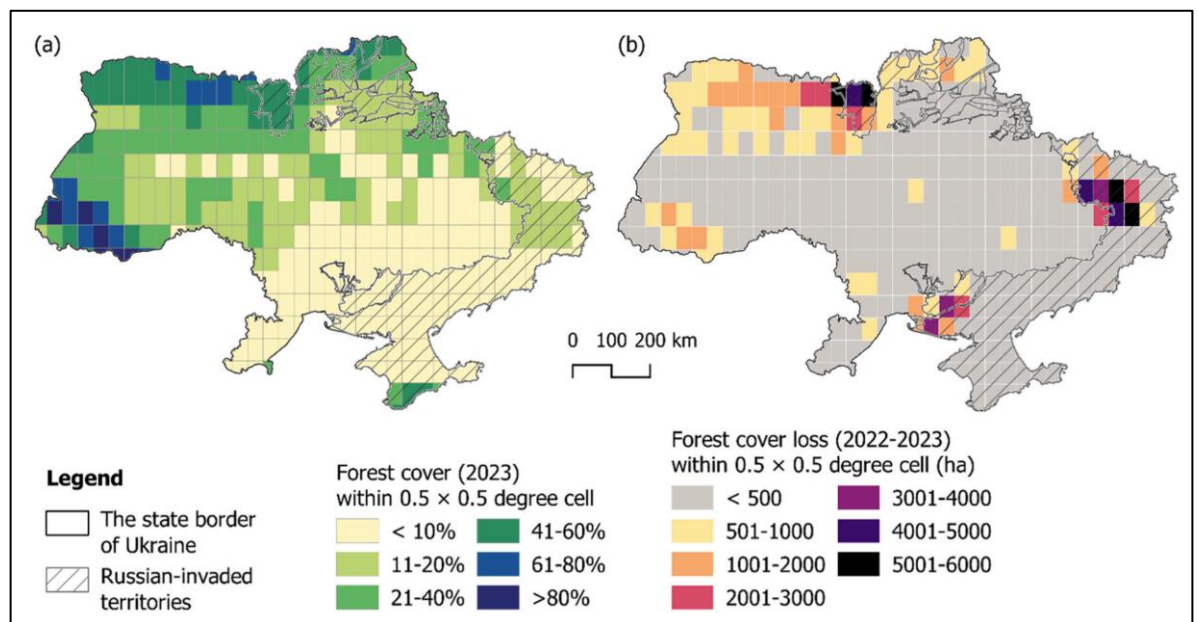 (a)
(b)
0 100 200 km
Legend
The state border
of Ukraine
Russian-invaded
territories
Forest cover (2023)
within 0.5 × 0.5 degree cell
< 10%
11-20%
21-40%
41-60%
61-80%
>80%
Forest cover loss (2022-2023)
within 0.5 × 0.5 degree cell (ha)
< 500
501-1000
1001-2000
2001-3000
3001-4000
4001-5000
5001-6000